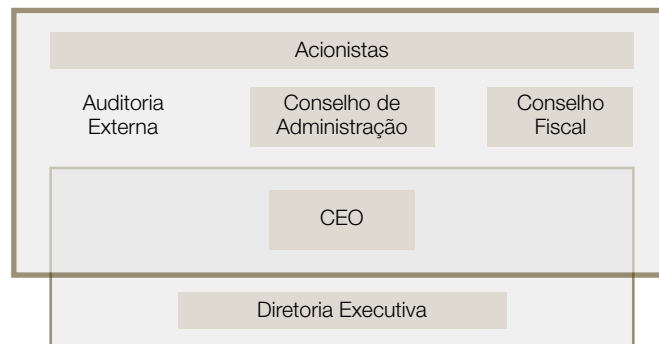 Acionistas
Auditoria
Externa
Conselho de
Administração
Conselho
Fiscal
CEO
Diretoria Executiva